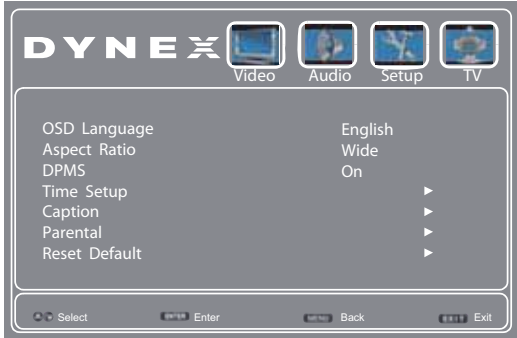 DYNEX
Video Audio Setup TV
OSD Language English
Aspect Ratio Wide
DPMS On
Time Setup
Caption
Parental
Reset Default
Select ENTER Enter MENU Back EXIT Exit